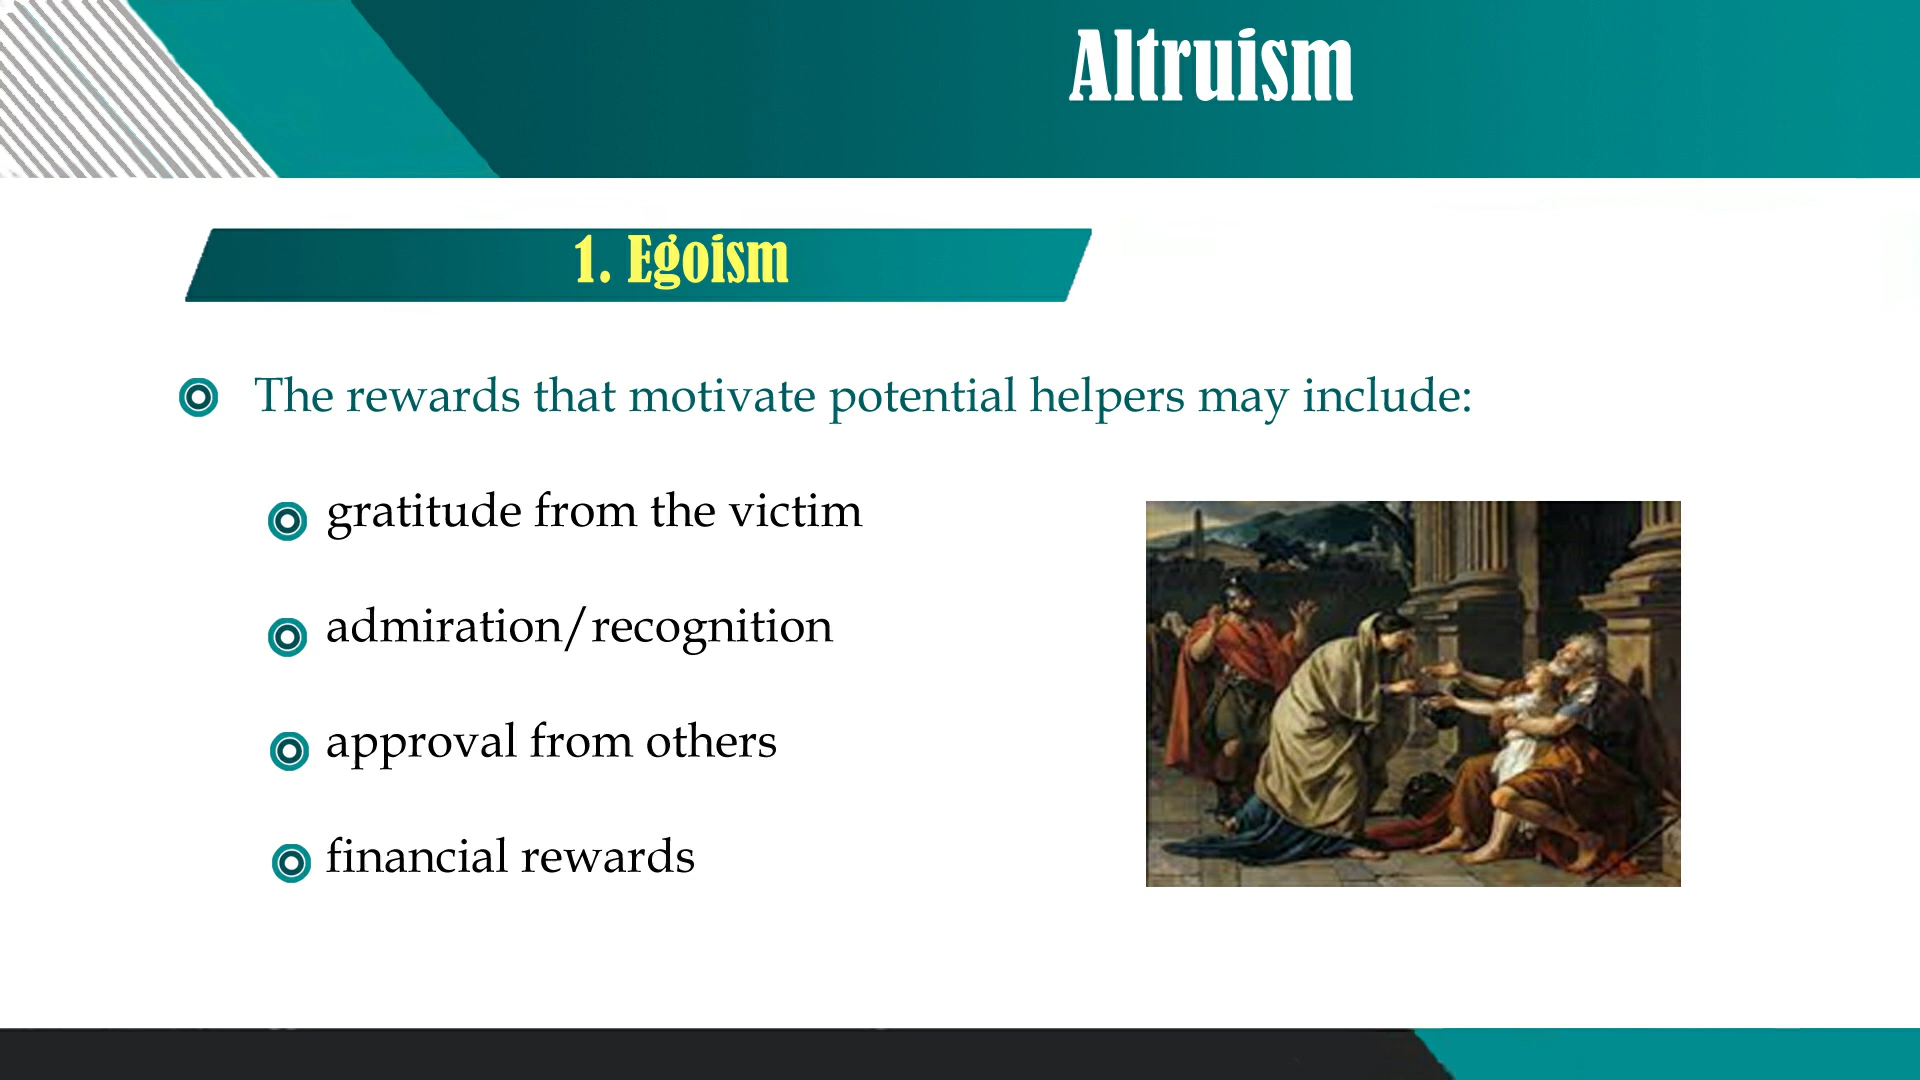 Altruism
1. Egoism
The rewards that motivate potential helpers may include:
gratitude from the victim
admiration/recognition
approval from others
financial rewards